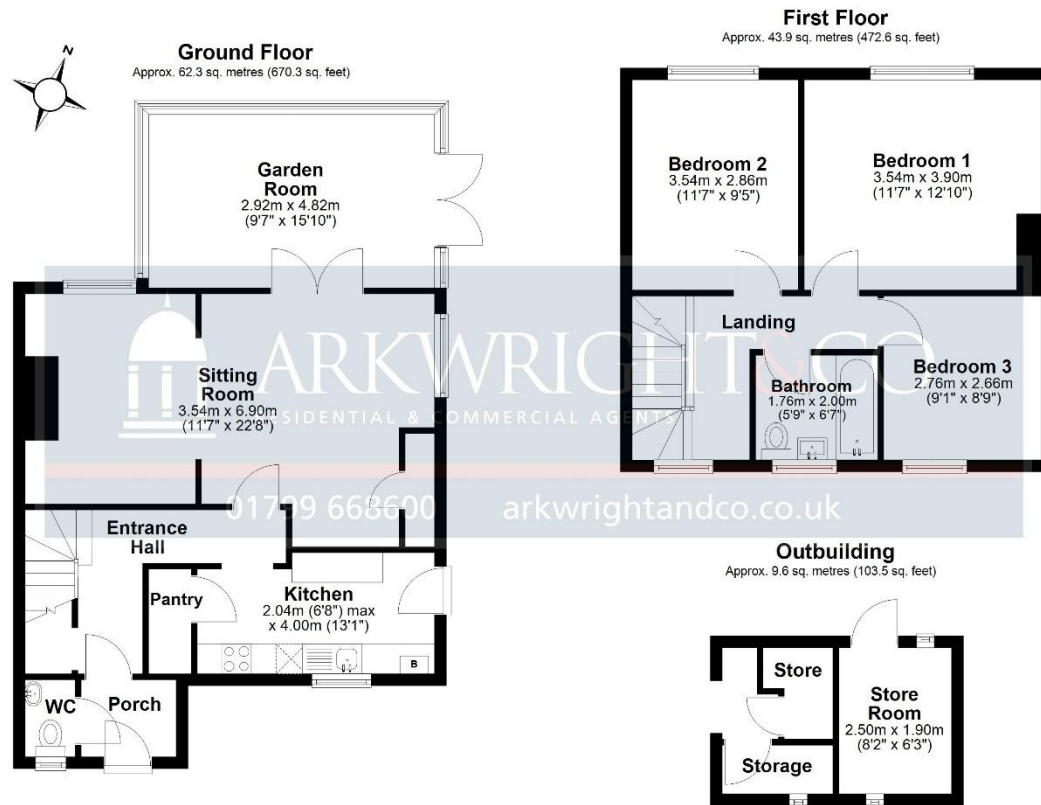 Ground Floor
Approx. 62.3 sq. metres (670.3 sq. feet)
N
Garden
Room
2.92m x 4.82m
(9'7" x 15'10")
Sitting
Room
3.54m x 6.90m
(11'7" x 22'8")
Entrance
Hall
Pantry
Kitchen
2.04m (6'8") max
x 4.00m (13'1")
B
WC
Porch
First Floor
Approx. 43.9 sq. metres (472.6 sq. feet)
Bedroom 2
3.54m x 2.86m
(11'7" x 9'5")
Bedroom 1
3.54m x 3.90m
(11'7" x 12'10")
Landing
Bathroom
1.76m x 2.00m
(5'9" x 6'7")
Bedroom 3
2.76m x 2.66m
(9'1" x 8'9")
ARKWRIGHT&CO
RESIDENTIAL & COMMERCIAL AGENTS
01799 668600 arkwrightandco.co.uk
Outbuilding
Approx. 9.6 sq. metres (103.5 sq. feet)
Store
Store
Room
2.50m x 1.90m
(8'2" x 6'3")
Storage